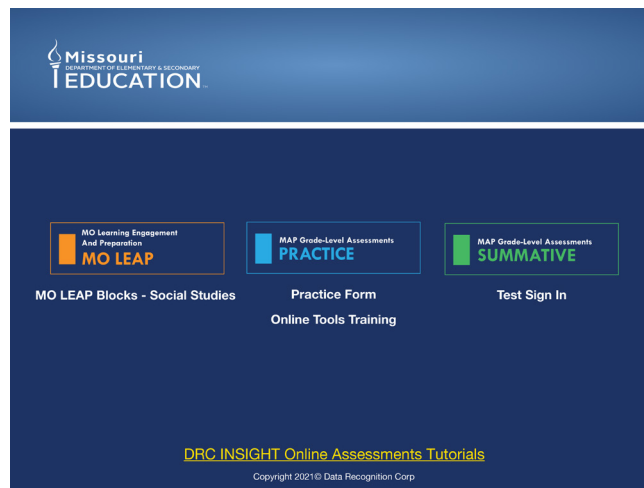 Missouri
DEPARTMENT OF ELEMENTARY & SECONDARY
EDUCATION
MO Learning Engagement
And Preparation
MO LEAP
MO LEAP Blocks - Social Studies
MAP Grade-Level Assessments
PRACTICE
Practice Form
Online Tools Training
MAP Grade-Level Assessments
SUMMATIVE
Test Sign In
DRC INSIGHT Online Assessments Tutorials
Copyright 2021© Data Recognition Corp